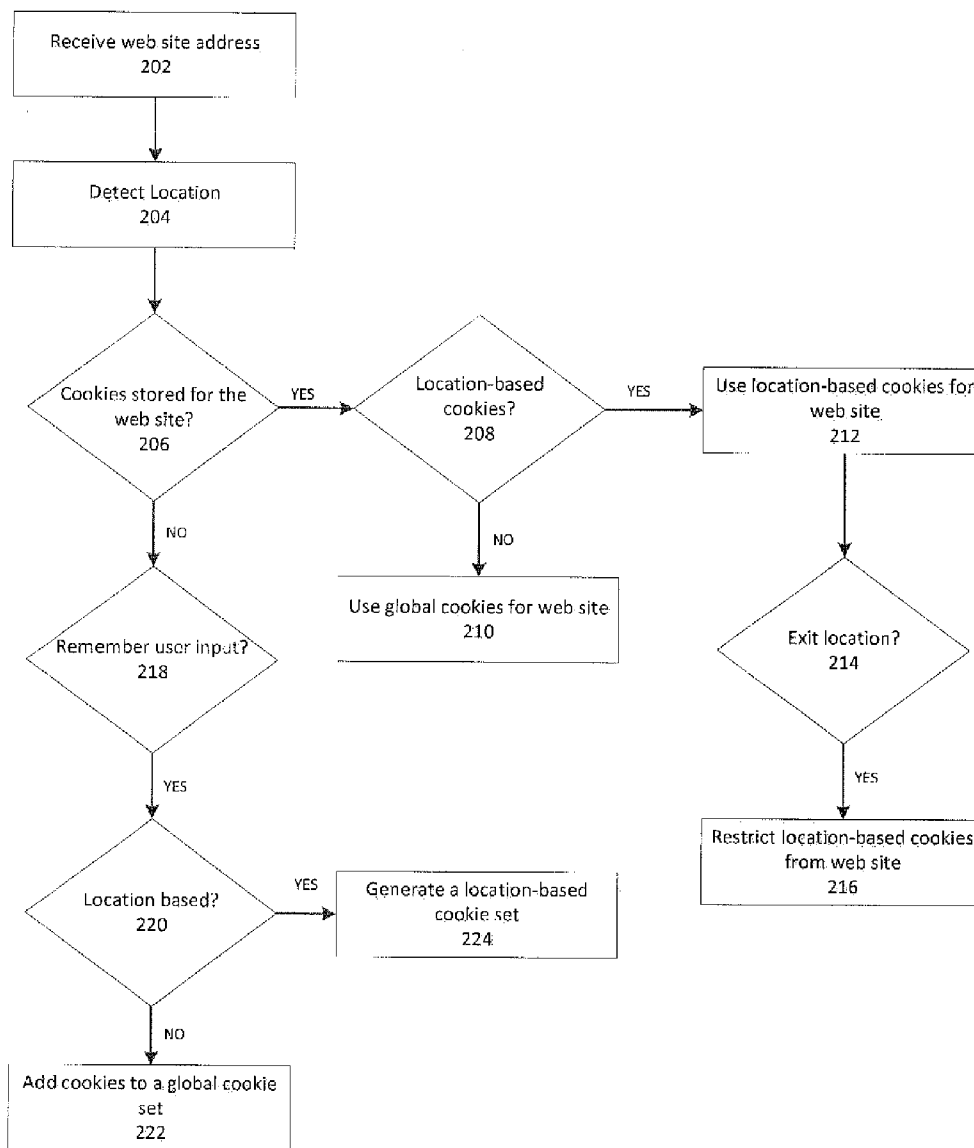 Receive web site address
202
Detect Location
204
Cookies stored for the
web site?
206
YES
Location-based
cookies?
208
YES
Use location-based cookies for
web site
212
NO
NO
Use global cookies for web site
210
Remember user input?
218
Exit location?
214
YES
YES
Restrict location-based cookies
from web site
216
Location based?
220
YES
Generate a location-based
cookie set
224
NO
Add cookies to a global cookie
set
222